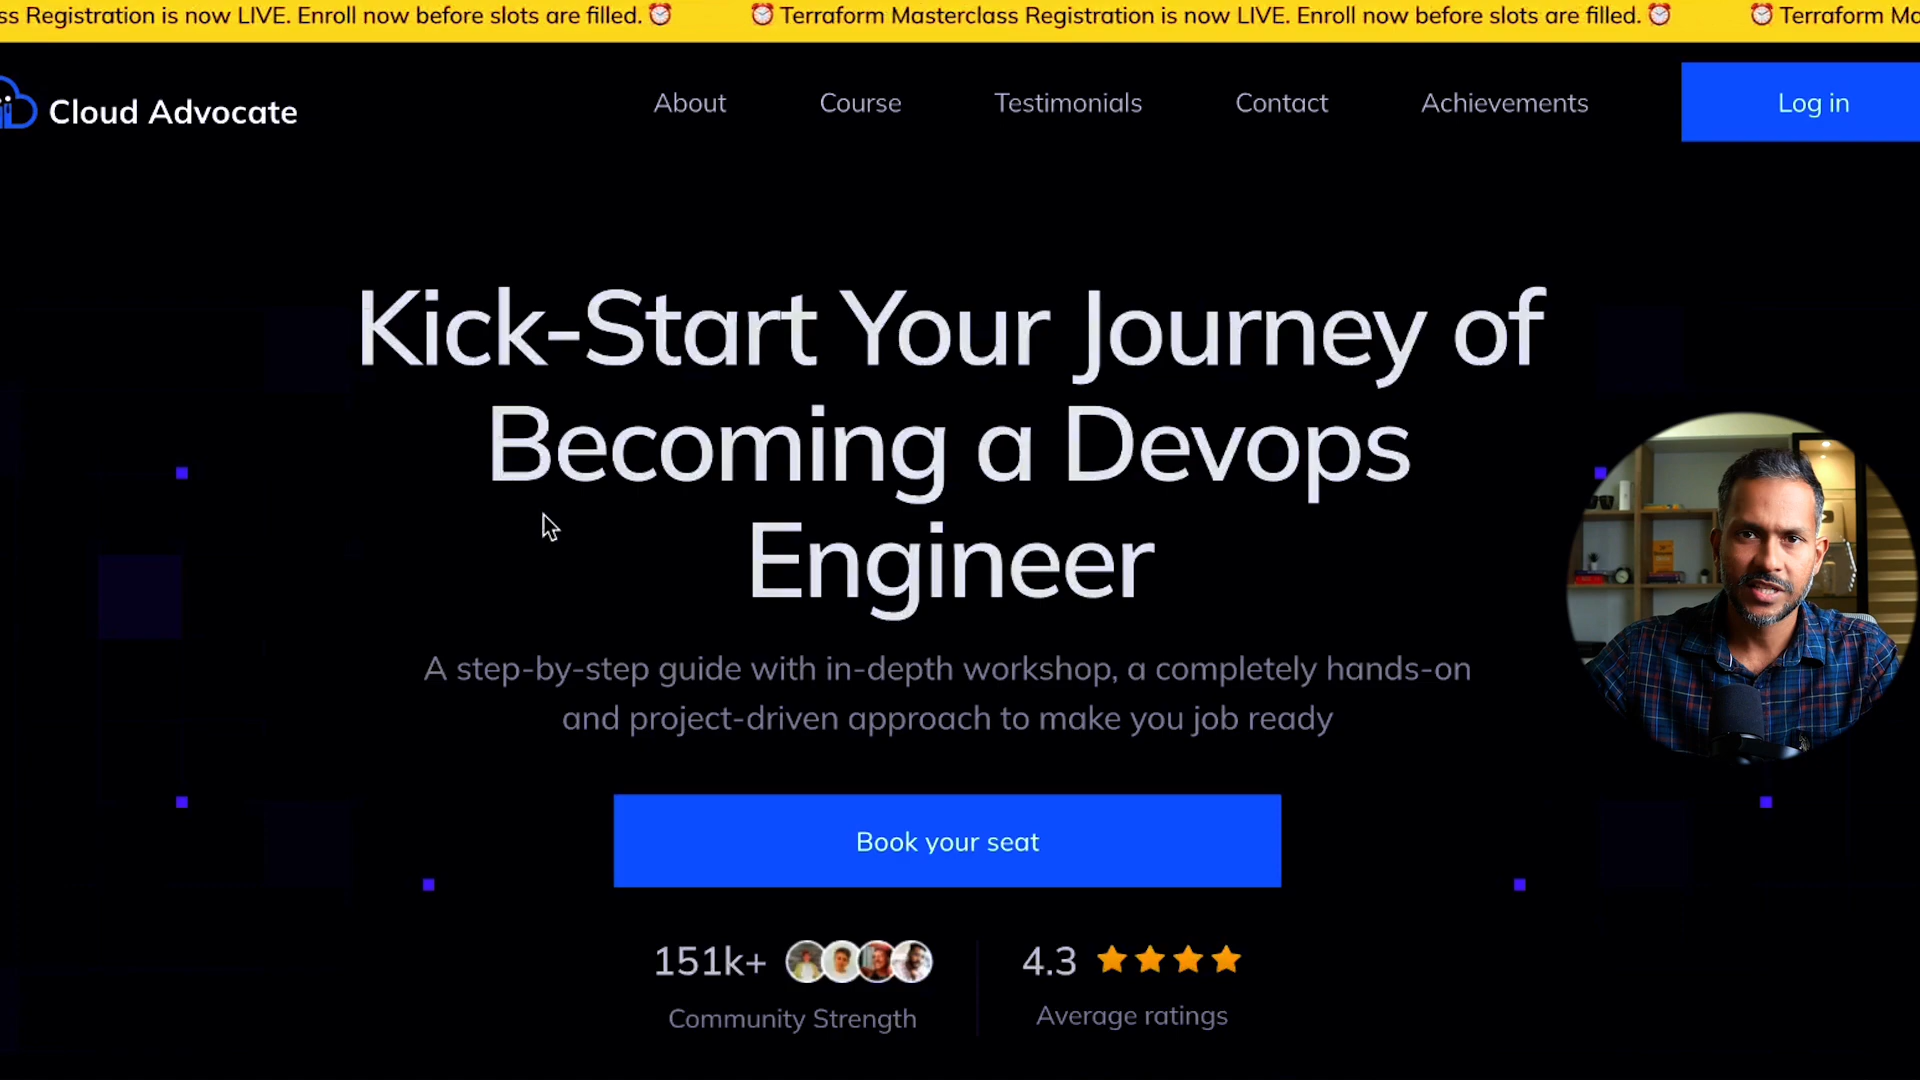 ss Registration is now LIVE. Enroll now before slots are filled. ⏰ ⏰ Terraform Masterclass Registration is now LIVE. Enroll now before slots are filled. ⏰ ⏰ Terraform Ma
Cloud Advocate
About
Course
Testimonials
Contact
Achievements
Log in
Kick-Start Your Journey of
Becoming a Devops
Engineer
A step-by-step guide with in-depth workshop, a completely hands-on
and project-driven approach to make you job ready
Book your seat
151k+
Community Strength
4.3
Average ratings